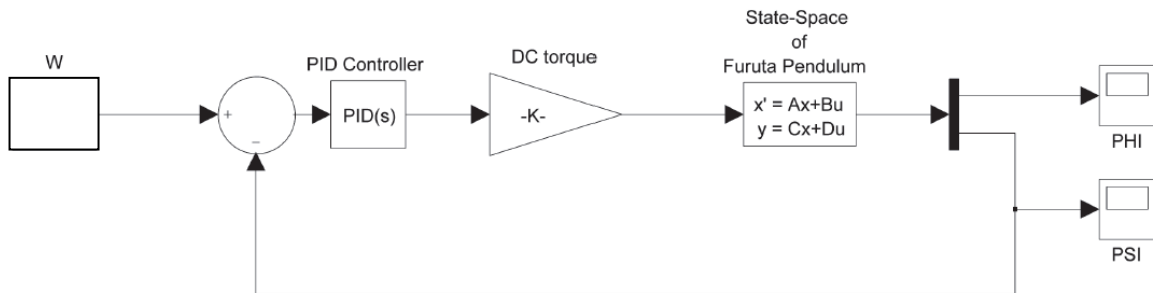 W
+
−
PID Controller
PID(s)
DC torque
-K-
State-Space
of
Furuta Pendulum
x' = Ax+Bu
y = Cx+Du
PHI
PSI